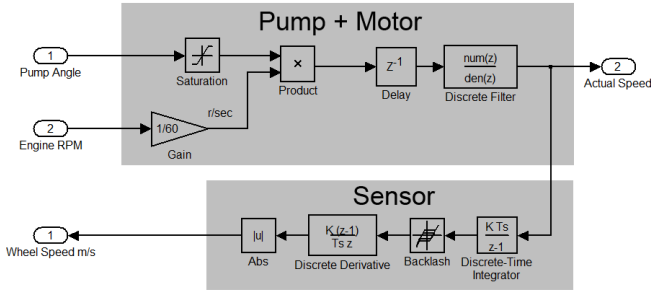 Pump + Motor
1
Pump Angle
Saturation
×
Product
z-1
Delay
num(z)
den(z)
Discrete Filter
2
Actual Speed
r/sec
2
Engine RPM
1/60
Gain
Sensor
1
Wheel Speed m/s
|u|
Abs
K (z-1)
Ts z
Discrete Derivative
Backlash
K Ts
z-1
Discrete-Time
Integrator